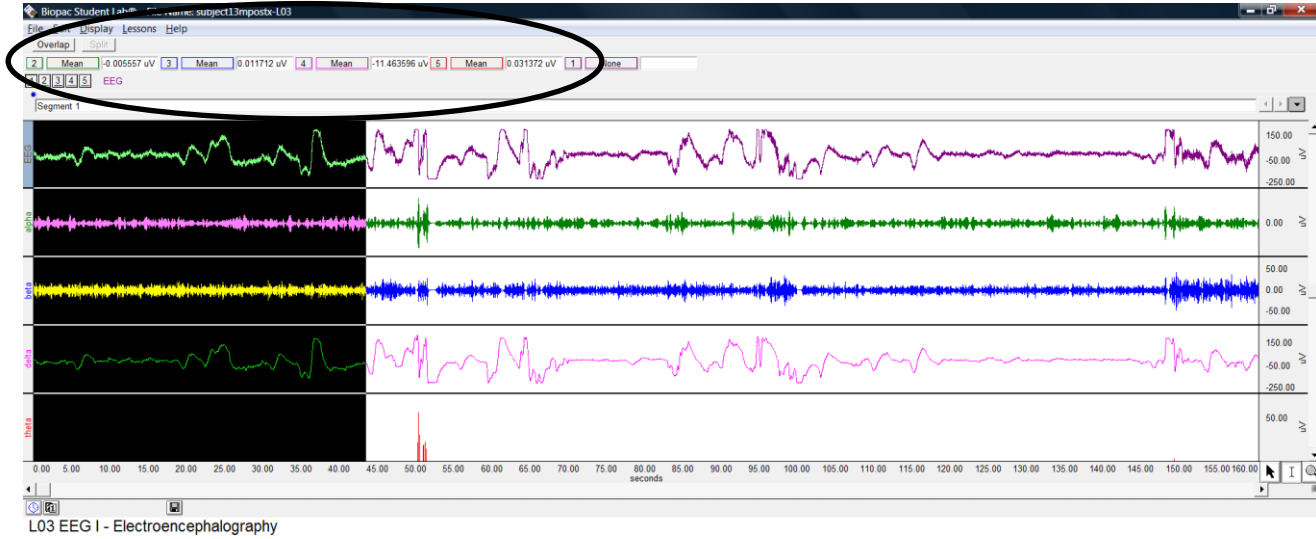 Biopac Student Lab® - File Name: subject13mpostx-L03
File Edit Display Lessons Help
Overlap Split
2 Mean -0.005557 uV 3 Mean 0.011712 uV 4 Mean -11.463596 uV 5 Mean 0.031372 uV 1 None
1 2 3 4 5 EEG
Segment 1
EEG
150.00
-50.00
-250.00
uV
alpha
0.00
uV
beta
50.00
0.00
-50.00
uV
delta
150.00
-50.00
-250.00
uV
theta
50.00
uV
0.00 5.00 10.00 15.00 20.00 25.00 30.00 35.00 40.00 45.00 50.00 55.00 60.00 65.00 70.00 75.00 80.00 85.00 90.00 95.00 100.00 105.00 110.00 115.00 120.00 125.00 130.00 135.00 140.00 145.00 150.00 155.00 160.00
seconds
L03 EEG I - Electroencephalography